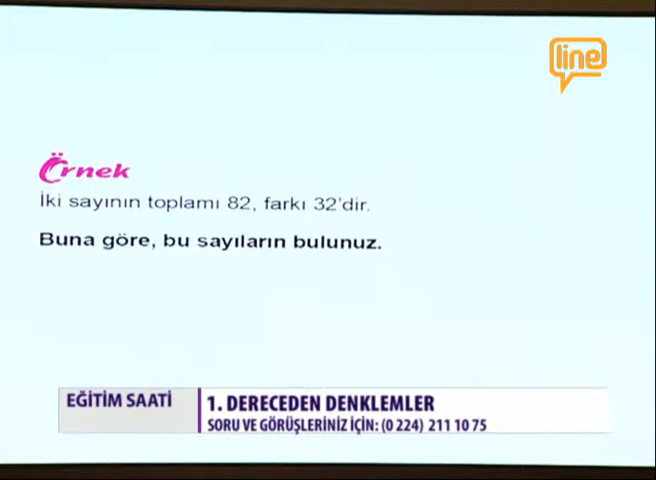 line
Örnek
İki sayının toplamı 82, farkı 32'dir.
Buna göre, bu sayıların bulunuz.
EĞİTİM SAATİ
1. DERECEDEN DENKLEMLER
SORU VE GÖRÜŞLERİNİZ İÇİN: (0 224) 211 10 75